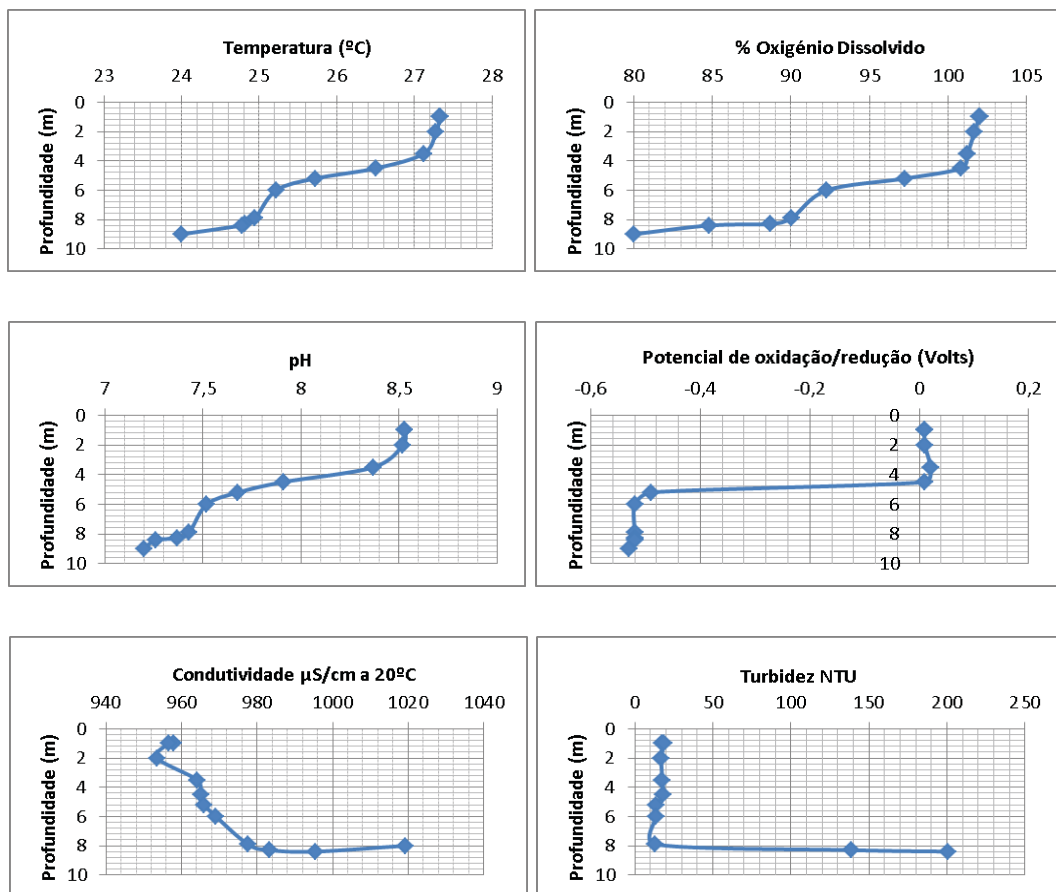 Temperatura (ºC)
23 24 25 26 27 28
Profundidade (m)
0
2
4
6
8
10
% Oxigénio Dissolvido
80 85 90 95 100 105
Profundidade (m)
0
2
4
6
8
10
pH
7 7,5 8 8,5 9
Profundidade (m)
0
2
4
6
8
10
Potencial de oxidação/redução (Volts)
-0,6 -0,4 -0,2 0 0,2
Profundidade (m)
0
2
4
6
8
10
Condutividade µS/cm a 20ºC
940 960 980 1000 1020 1040
Profundidade (m)
0
2
4
6
8
10
Turbidez NTU
0 50 100 150 200 250
Profundidade (m)
0
2
4
6
8
10